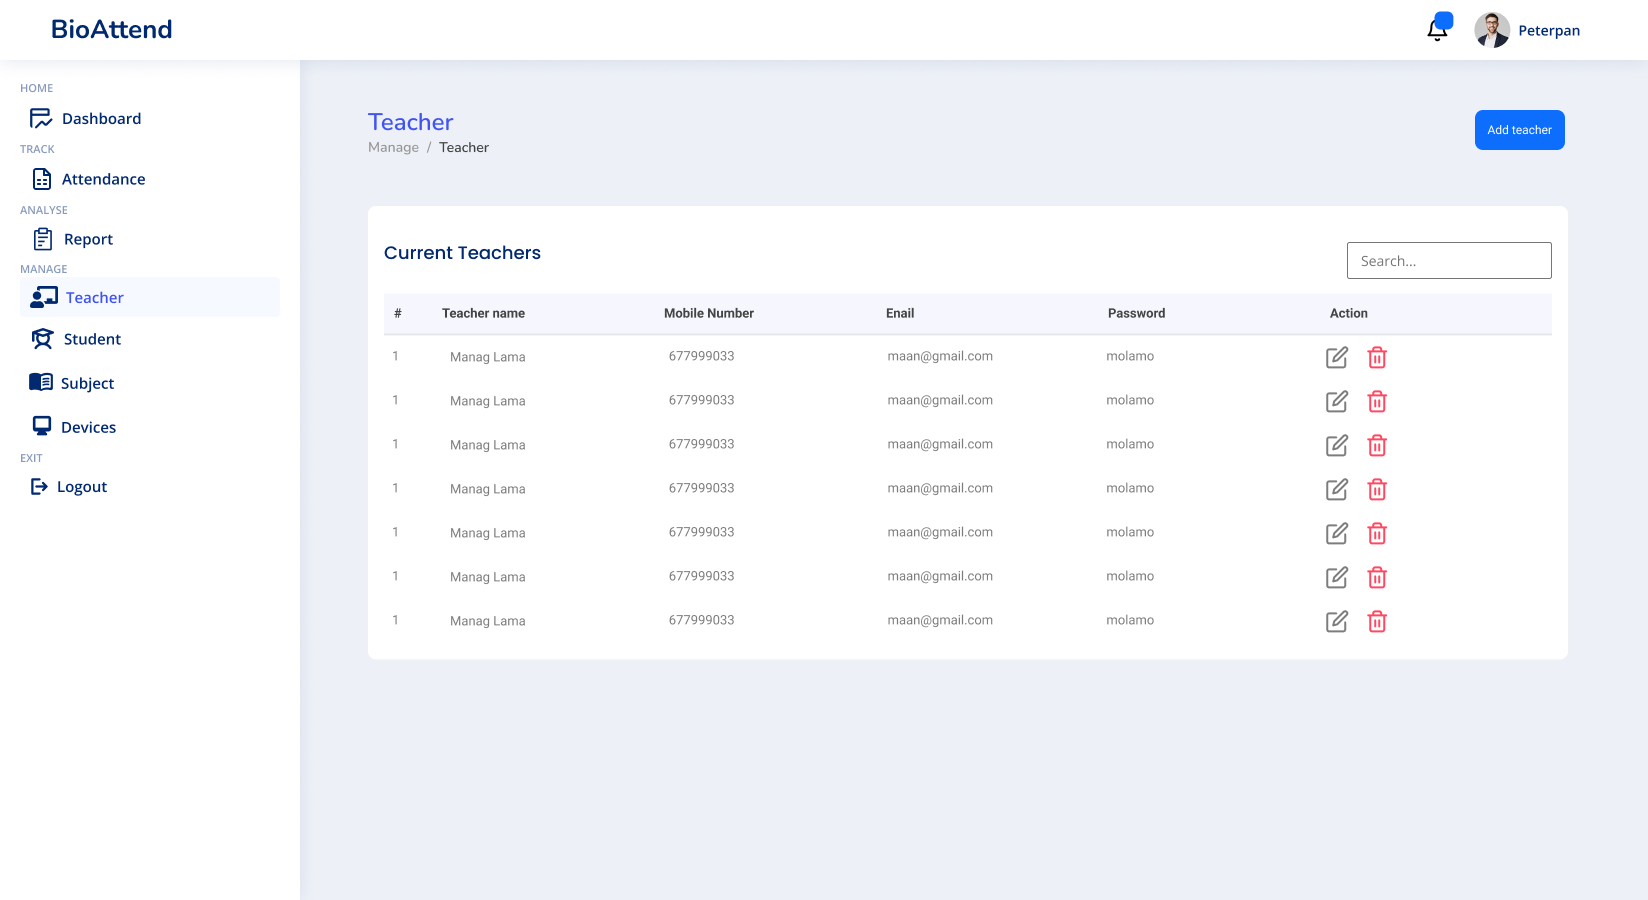 BioAttend
Peterpan
HOME
Dashboard
TRACK
Attendance
ANALYSE
Report
MANAGE
Teacher
Student
Subject
Devices
EXIT
Logout
Teacher
Manage / Teacher
Add teacher
Current Teachers
Search...
# Teacher name Mobile Number Enail Password Action
1 Manag Lama 677999033 maan@gmail.com molamo
1 Manag Lama 677999033 maan@gmail.com molamo
1 Manag Lama 677999033 maan@gmail.com molamo
1 Manag Lama 677999033 maan@gmail.com molamo
1 Manag Lama 677999033 maan@gmail.com molamo
1 Manag Lama 677999033 maan@gmail.com molamo
1 Manag Lama 677999033 maan@gmail.com molamo